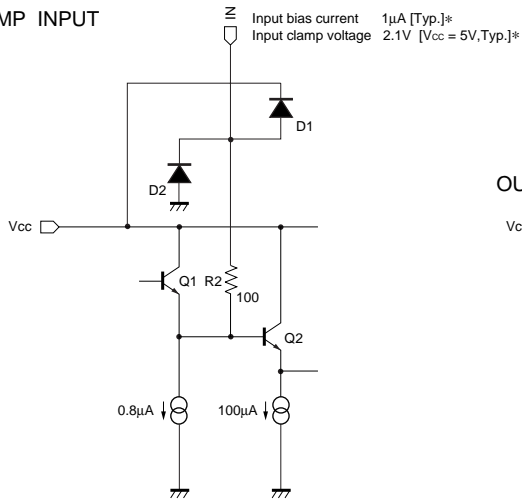 MP INPUT
IN
Input bias current 1μA [Typ.]*
Input clamp voltage 2.1V [Vcc = 5V,Typ.]*
D1
D2
OU
Vcc
Vc
Q1
R2
100
Q2
0.8μA
100μA